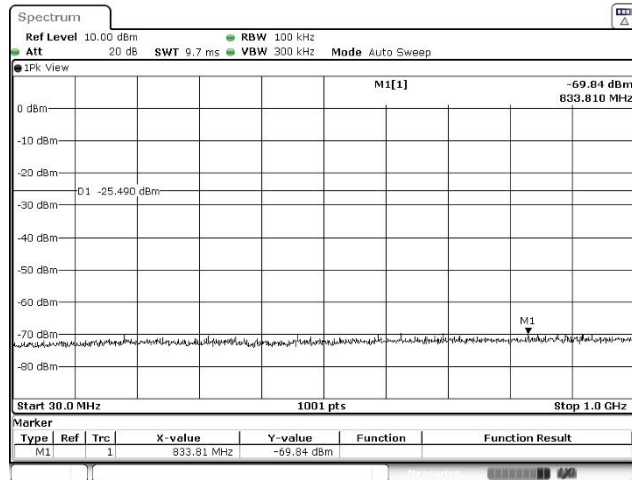 Spectrum
Ref Level 10.00 dBm RBW 100 kHz
Att 20 dB SWT 9.7 ms VBW 300 kHz Mode Auto Sweep
1Pk View
M1[1] -69.84 dBm
833.810 MHz
0 dBm
-10 dBm
-20 dBm
D1 -25.490 dBm
-30 dBm
-40 dBm
-50 dBm
-60 dBm
M1
-70 dBm
-80 dBm
Start 30.0 MHz 1001 pts Stop 1.0 GHz
Marker
Type Ref Trc X-value Y-value Function Function Result
M1 1 833.81 MHz -69.84 dBm